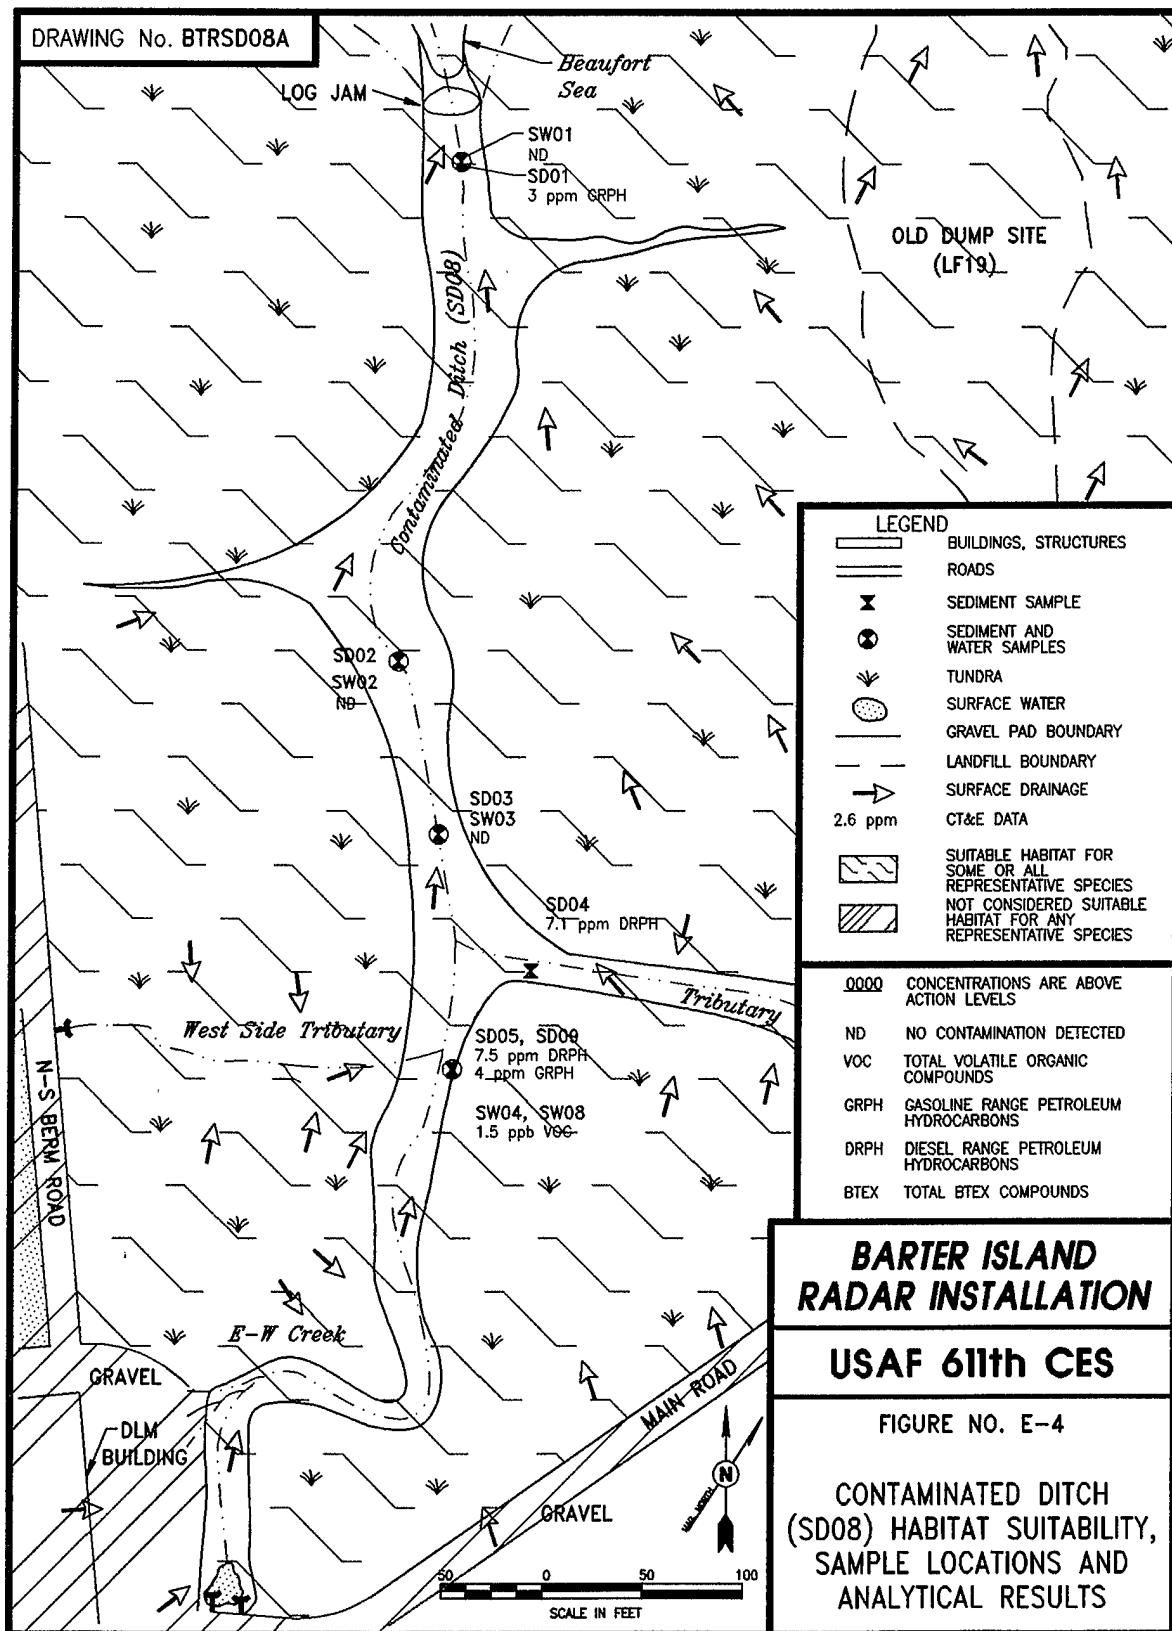 DRAWING No. BTRSD08A
Beaufort
Sea
LOG JAM
SW01
ND
SD01
3 ppm GRPH
OLD DUMP SITE
(LF19)
Contaminated Ditch (SD08)
SD02
SW02
ND
SD03
SW03
ND
SD04
7.1 ppm DRPH
Tributary
West Side Tributary
SD05, SD09
7.5 ppm DRPH
4 ppm GRPH
SW04, SW08
1.5 ppb VOC
N-S BERM ROAD
E-W Creek
GRAVEL
DLM
BUILDING
MAIN ROAD
GRAVEL
N
MAG NORTH
50 0 50 100
SCALE IN FEET
LEGEND
BUILDINGS, STRUCTURES
ROADS
SEDIMENT SAMPLE
SEDIMENT AND
WATER SAMPLES
TUNDRA
SURFACE WATER
GRAVEL PAD BOUNDARY
LANDFILL BOUNDARY
SURFACE DRAINAGE
2.6 ppm CT&E DATA
SUITABLE HABITAT FOR
SOME OR ALL
REPRESENTATIVE SPECIES
NOT CONSIDERED SUITABLE
HABITAT FOR ANY
REPRESENTATIVE SPECIES
0000 CONCENTRATIONS ARE ABOVE
ACTION LEVELS
ND NO CONTAMINATION DETECTED
VOC TOTAL VOLATILE ORGANIC
COMPOUNDS
GRPH GASOLINE RANGE PETROLEUM
HYDROCARBONS
DRPH DIESEL RANGE PETROLEUM
HYDROCARBONS
BTEX TOTAL BTEX COMPOUNDS
BARTER ISLAND
RADAR INSTALLATION
USAF 611th CES
FIGURE NO. E-4
CONTAMINATED DITCH
(SD08) HABITAT SUITABILITY,
SAMPLE LOCATIONS AND
ANALYTICAL RESULTS